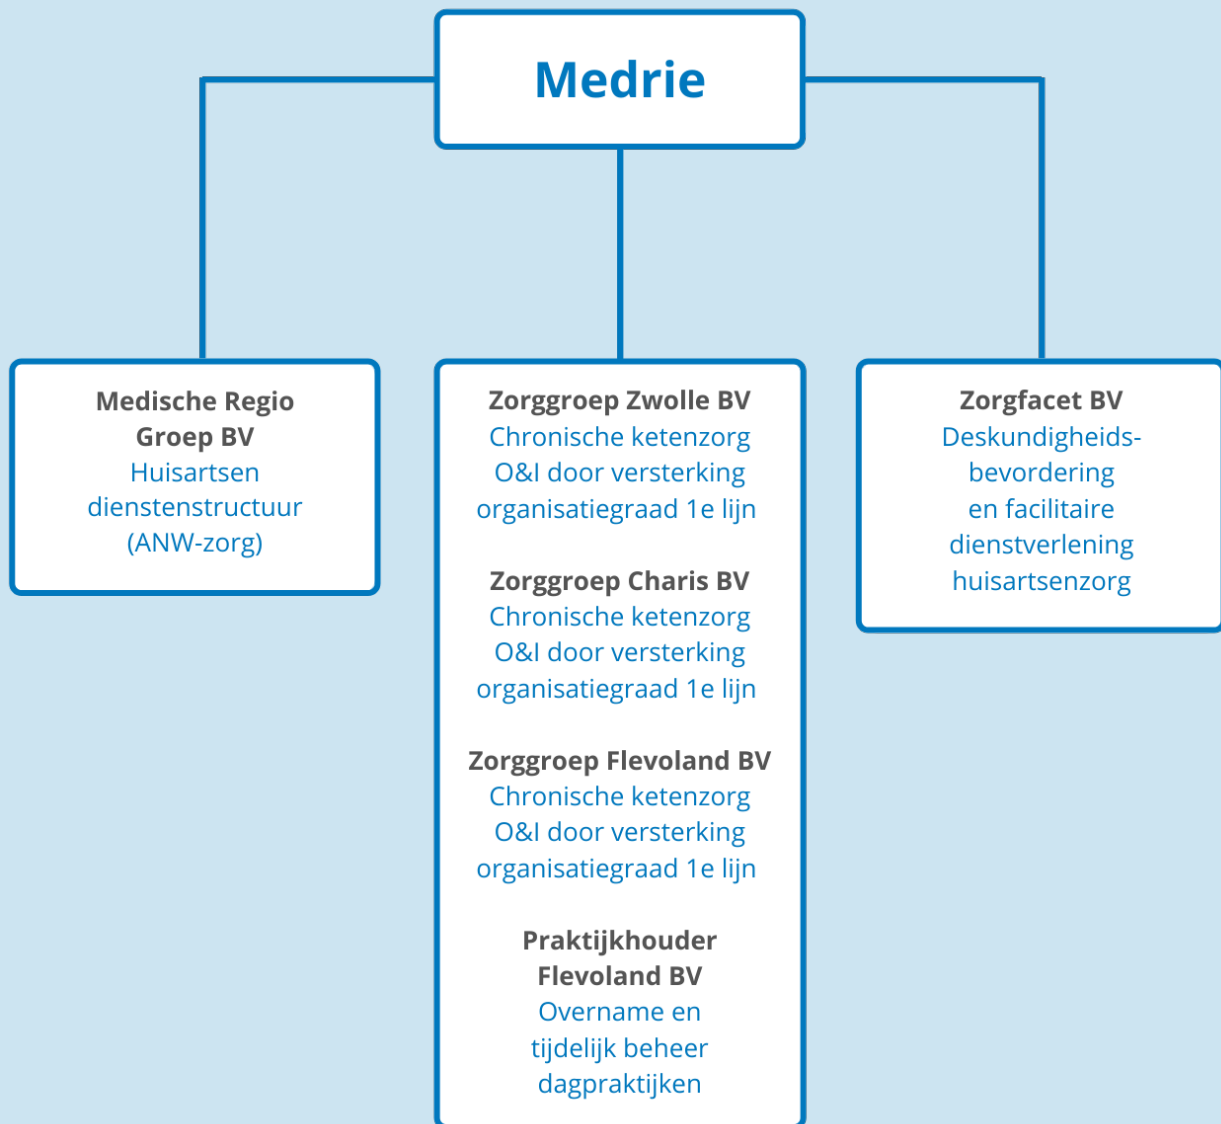 Medrie
Medische Regio
Groep BV
Huisartsen
dienstenstructuur
(ANW-zorg)
Zorggroep Zwolle BV
Chronische ketenzorg
O&I door versterking
organisatiegraad 1e lijn
Zorggroep Charis BV
Chronische ketenzorg
O&I door versterking
organisatiegraad 1e lijn
Zorggroep Flevoland BV
Chronische ketenzorg
O&I door versterking
organisatiegraad 1e lijn
Praktijkhouder
Flevoland BV
Overname en
tijdelijk beheer
dagpraktijken
Zorgfacet BV
Deskundigheids-
bevordering
en facilitaire
dienstverlening
huisartsenzorg